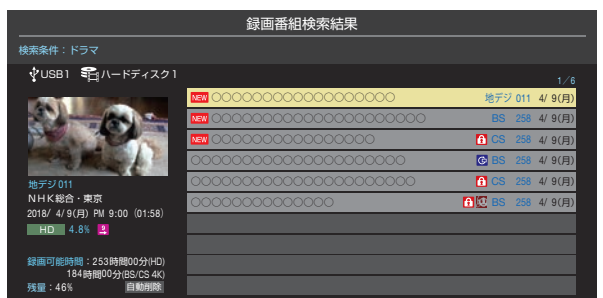 録画番組検索結果
検索条件：ドラマ
USB1 ハードディスク1
1／6
NEW 〇〇〇〇〇〇〇〇〇〇〇〇〇〇〇〇〇〇 地デジ 011 4/ 9(月)
NEW 〇〇〇〇〇〇〇〇〇〇〇〇〇〇〇〇〇〇〇〇〇 BS 258 4/ 9(月)
NEW 〇〇〇〇〇〇〇〇〇〇〇〇〇〇〇〇 CS 258 4/ 9(月)
〇〇〇〇〇〇〇〇〇〇〇〇〇〇〇〇〇〇〇〇〇 BS 258 4/ 9(月)
〇〇〇〇〇〇〇〇〇〇〇〇〇〇〇〇〇〇〇〇〇〇 CS 258 4/ 9(月)
〇〇〇〇〇〇〇〇〇〇〇〇〇〇 BS 258 4/ 9(月)
地デジ 011
NHK総合・東京
2018/ 4/ 9(月) PM 9:00 (01:58)
HD 4.8%
録画可能時間：253時間00分(HD)
184時間00分(BS/CS 4K)
残量：46% 自動削除